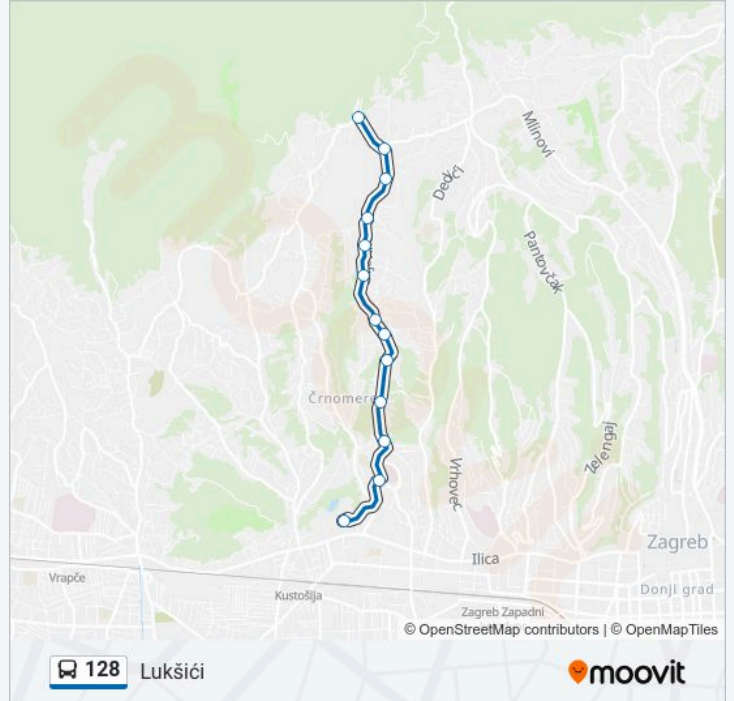 Mlinovi
Dedići
Pantovčak
Črnomere
Zelengaj
Vrhovec
Zagreb
Ilica
Vrapče
Donji grad
Kustošija
Zagreb Zapadni
© OpenStreetMap contributors | © OpenMapTiles
128 Lukšići
moovit